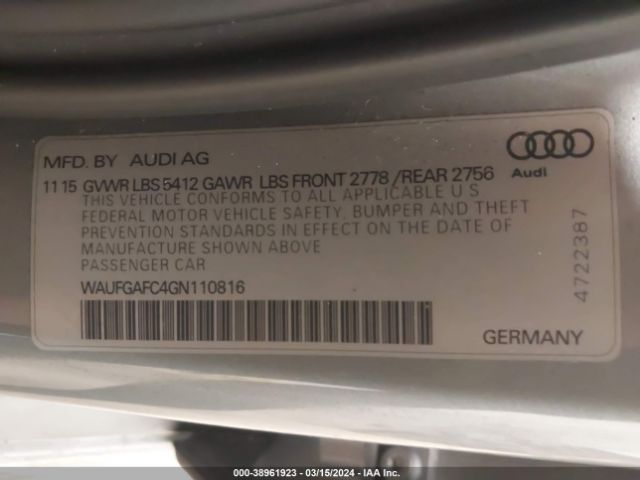 MFD. BY AUDI AG
11 15 GVWR LBS 5412 GAWR LBS FRONT 2778 /REAR 2756
Audi
THIS VEHICLE CONFORMS TO ALL APPLICABLE U S
FEDERAL MOTOR VEHICLE SAFETY, BUMPER AND THEFT
PREVENTION STANDARDS IN EFFECT ON THE DATE OF
MANUFACTURE SHOWN ABOVE
PASSENGER CAR
WAUFGAFC4GN110816
4722387
GERMANY
000-38961923 - 03/15/2024 - IAA Inc.